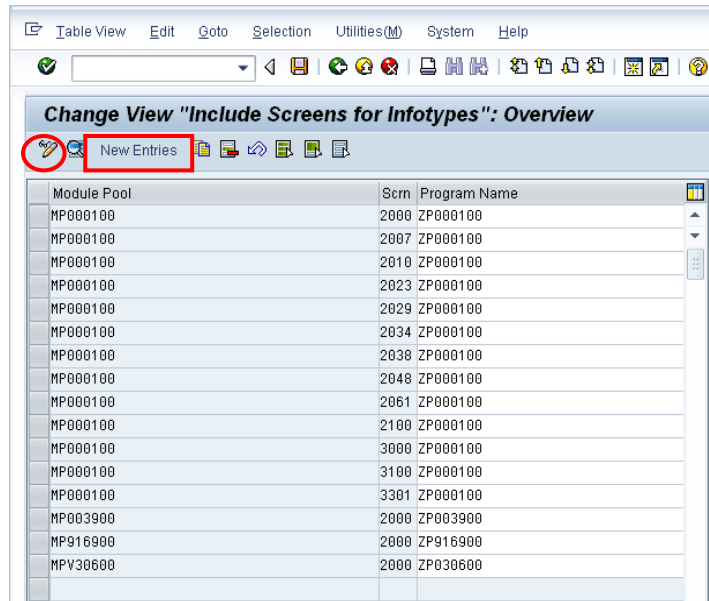 Table View Edit Goto Selection Utilities(M) System Help
Change View "Include Screens for Infotypes": Overview
New Entries
Module Pool Scrn Program Name
MP000100 2000 ZP000100
MP000100 2007 ZP000100
MP000100 2010 ZP000100
MP000100 2023 ZP000100
MP000100 2029 ZP000100
MP000100 2034 ZP000100
MP000100 2038 ZP000100
MP000100 2048 ZP000100
MP000100 2061 ZP000100
MP000100 2100 ZP000100
MP000100 3000 ZP000100
MP000100 3100 ZP000100
MP000100 3301 ZP000100
MP003900 2000 ZP003900
MP916900 2000 ZP916900
MPV30600 2000 ZP030600